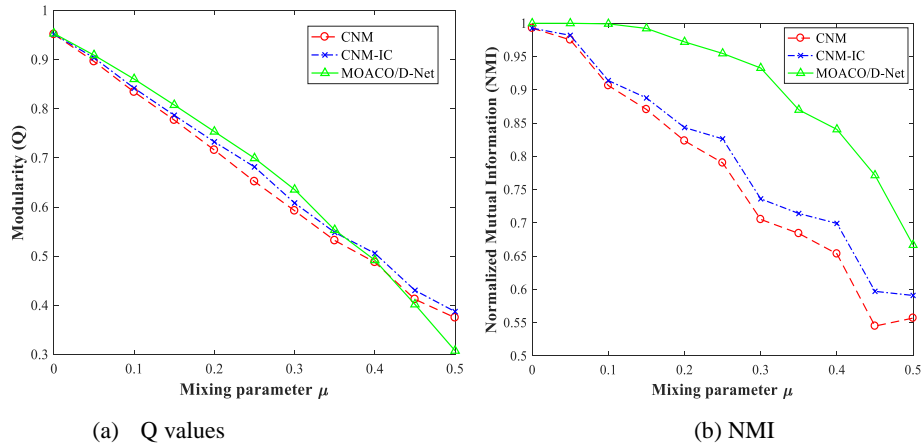 1
0.9
0.8
0.7
0.6
0.5
0.4
0.3
Modularity (Q)
0
0.1
0.2
0.3
0.4
0.5
Mixing parameter μ
CNM
CNM-IC
MOACO/D-Net
(a) Q values
1
0.95
0.9
0.85
0.8
0.75
0.7
0.65
0.6
0.55
0.5
Normalized Mutual Information (NMI)
0
0.1
0.2
0.3
0.4
0.5
Mixing parameter μ
CNM
CNM-IC
MOACO/D-Net
(b) NMI